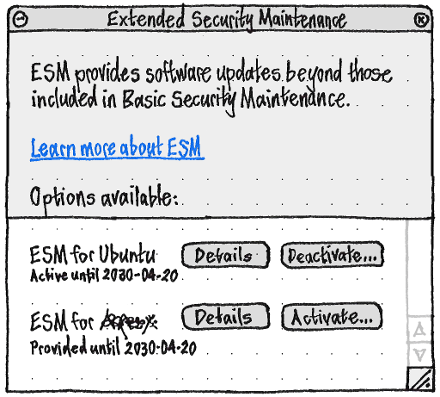 Extended Security Maintenance
ESM provides software updates beyond those
included in Basic Security Maintenance.
Learn more about ESM
Options available:
ESM for Ubuntu Details Deactivate...
Active until 2030-04-20
ESM for Details Activate...
Provided until 2030-04-20